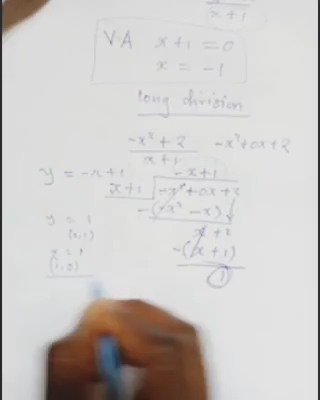 x+1
V.A x+1=0
x = -1
long division
-x²+2
x+1
-x²+0x+2
y = -x+1
-x+1
x+1 -x²+0x+2
-(-x² -x)
x+2
-(x+1)
1
y = 1
x = 1
(1,0)